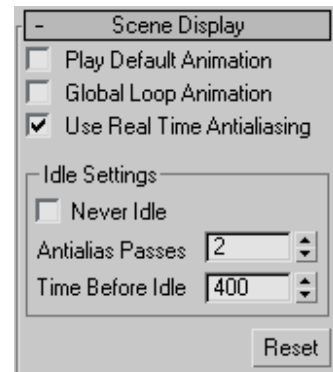 - Scene Display
Play Default Animation
Global Loop Animation
Use Real Time Antialiasing
Idle Settings
Never Idle
Antialias Passes 2
Time Before Idle 400
Reset